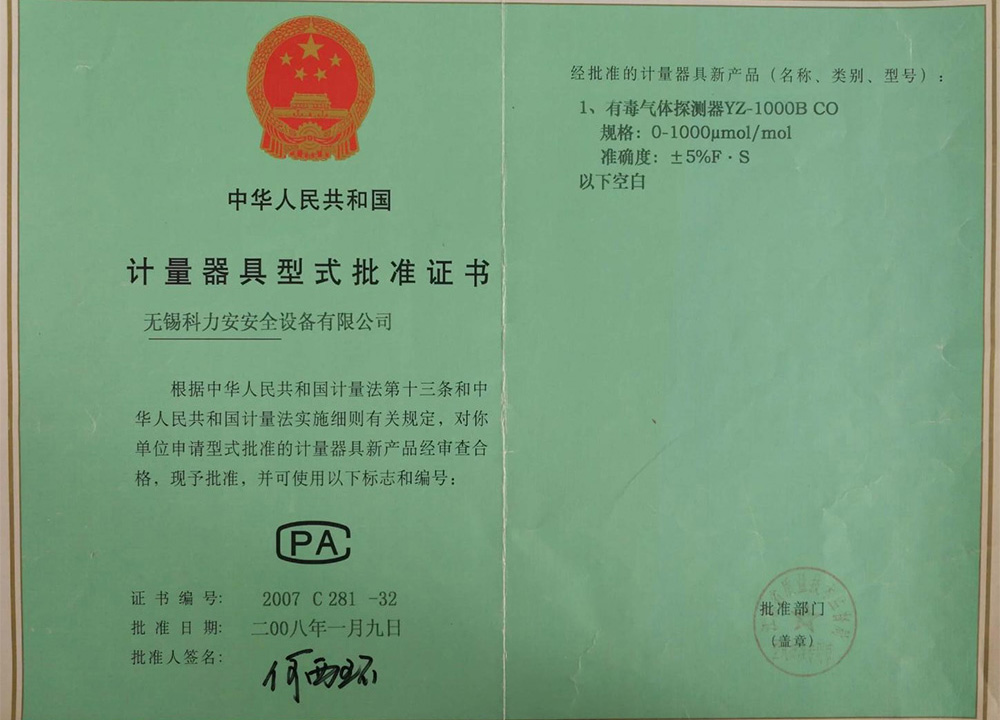 中华人民共和国
计量器具型式批准证书
无锡科力安安全设备有限公司
根据中华人民共和国计量法第十三条和中
华人民共和国计量法实施细则有关规定，对你
单位申请型式批准的计量器具新产品经审查合
格，现予批准，并可使用以下标志和编号：
PA
证书编号: 2007 C 281 -32
批准日期: 二00八年一月九日
批准人签名:
经批准的计量器具新产品（名称、类别、型号）:
1、有毒气体探测器YZ-1000B CO
规格: 0-1000μmol/mol
准确度: ±5%F·S
以下空白
批准部门
（盖章）